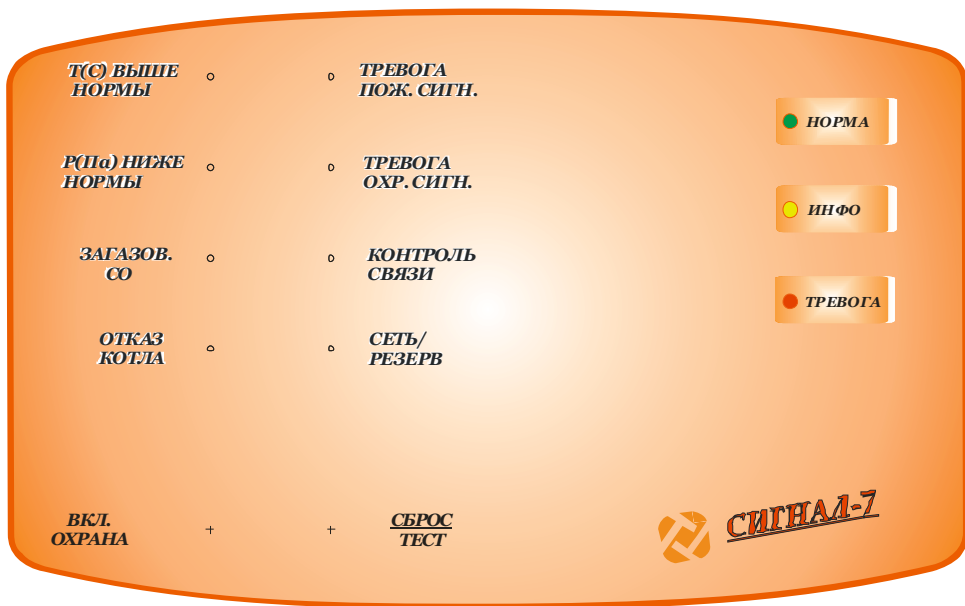 Т(С) ВЫШЕ
НОРМЫ
ТРЕВОГА
ПОЖ. СИГН.
НОРМА
Р(Па) НИЖЕ
НОРМЫ
ТРЕВОГА
ОХР. СИГН.
ИНФО
ЗАГАЗОВ.
СО
КОНТРОЛЬ
СВЯЗИ
ТРЕВОГА
ОТКАЗ
КОТЛА
СЕТЬ/
РЕЗЕРВ
ВКЛ.
ОХРАНА
СБРОС
ТЕСТ
СИГНАЛ-7